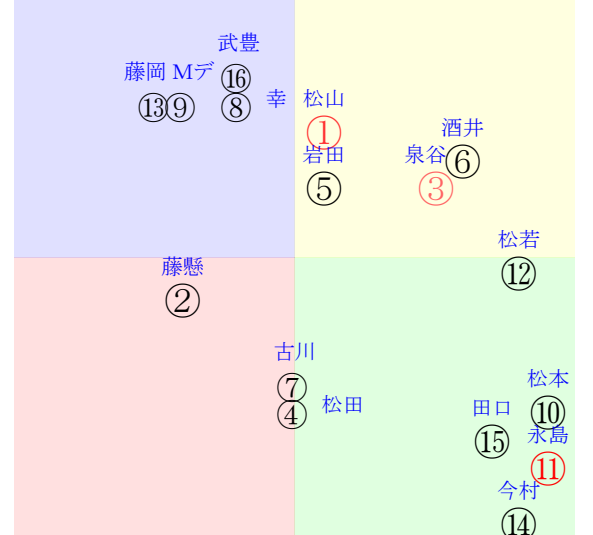 武豊
藤岡 Mデ
⑯
⑬⑨
⑧ 幸
松山
①
酒井
岩田
泉谷
⑥
⑤
③
松若
⑫
藤懸
②
古川
⑦
④ 松田
松本
田口
⑩
⑮
永島
⑪
今村
⑭